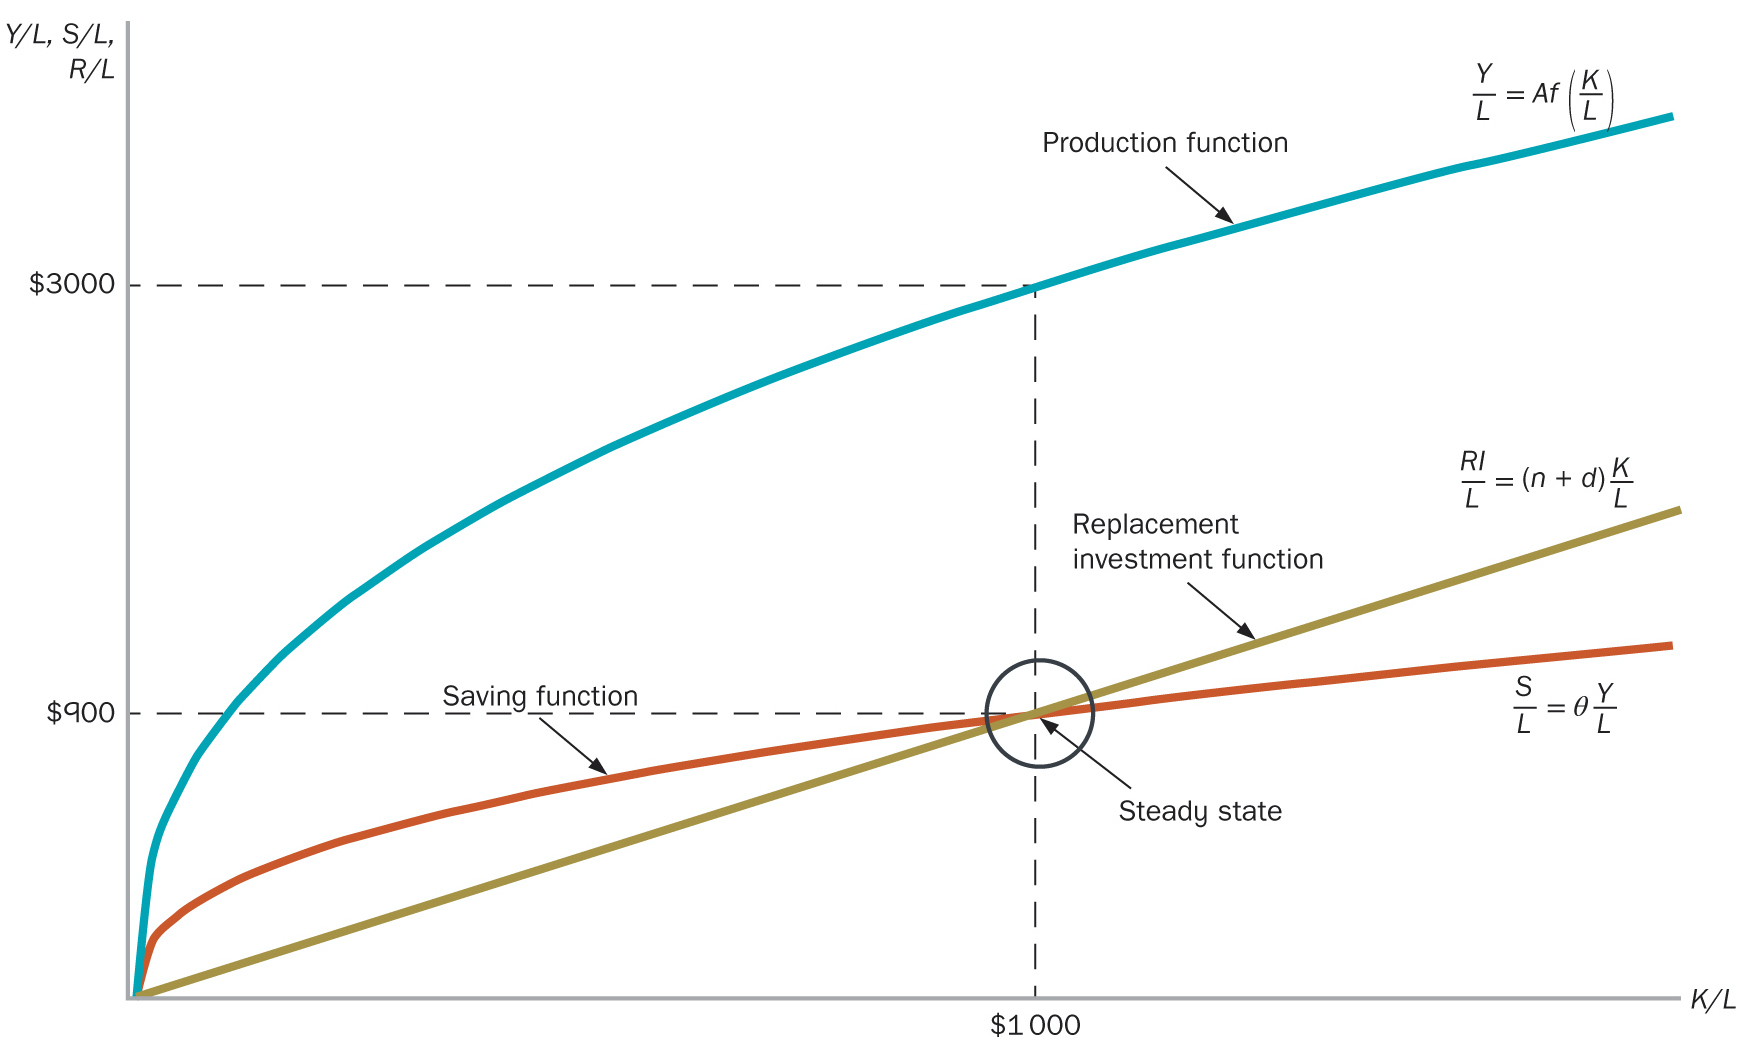 Y/L, S/L,
R/L
Y/L = Af (K/L)
Production function
$3000
RI/L = (n + d) K/L
Replacement
investment function
Saving function
$900
S/L = θ Y/L
Steady state
K/L
$1000